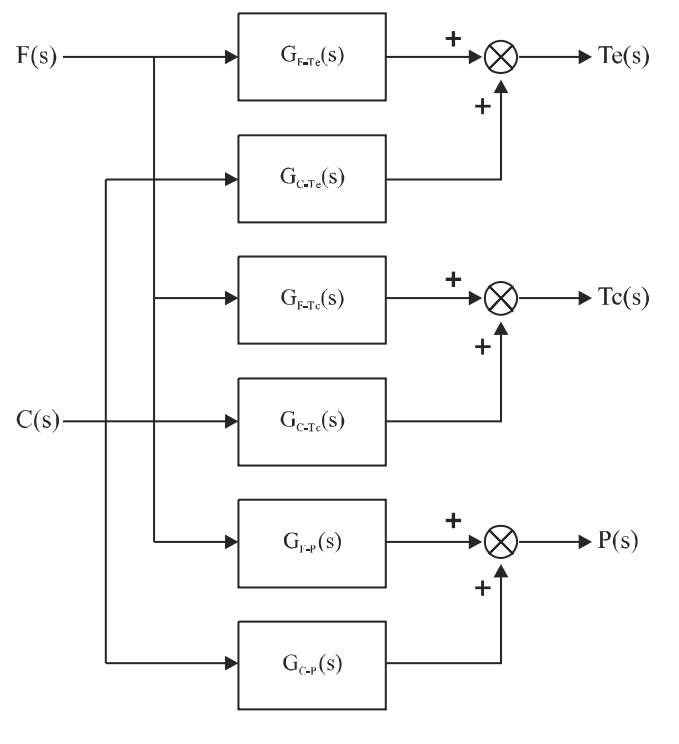 F(s)
G_F-Te(s)
+
Te(s)
+
G_C-Te(s)
G_F-Tc(s)
+
Tc(s)
+
C(s)
G_C-Tc(s)
G_F-P(s)
+
P(s)
+
G_C-P(s)